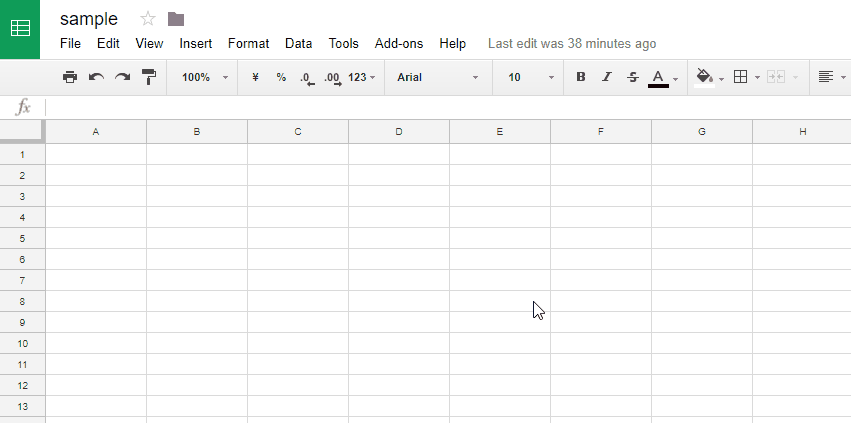 sample
File Edit View Insert Format Data Tools Add-ons Help Last edit was 38 minutes ago
100% ¥ % .0 .00 123 Arial 10 B I S A
fx
A B C D E F G H
1
2
3
4
5
6
7
8
9
10
11
12
13